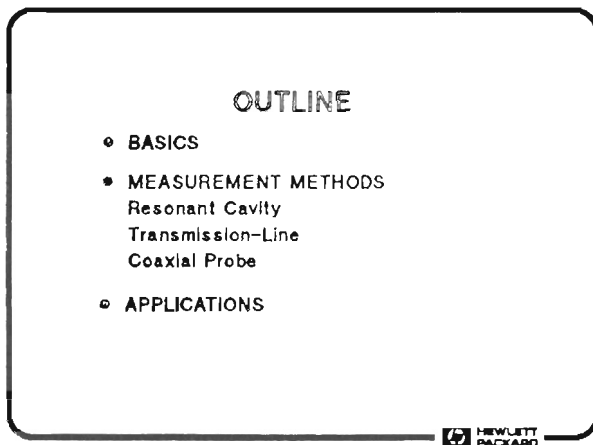 OUTLINE
BASICS
MEASUREMENT METHODS
Resonant Cavity
Transmission-Line
Coaxial Probe
APPLICATIONS
HEWLETT
PACKARD